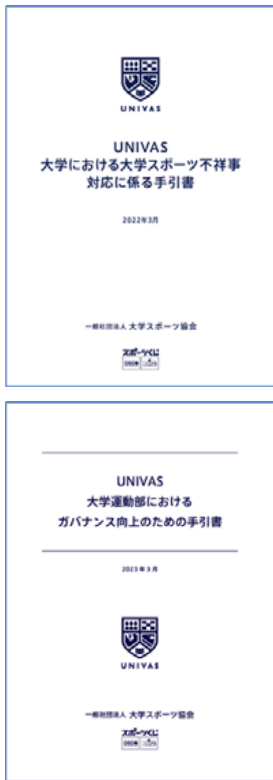 UNIVAS
UNIVAS
大学における大学スポーツ不祥事
対応に係る手引書
2022年3月
一般社団法人 大学スポーツ協会
スポーツくじ
UNIVAS
大学運動部における
ガバナンス向上のための手引書
2023年3月
UNIVAS
一般社団法人 大学スポーツ協会
スポーツくじ